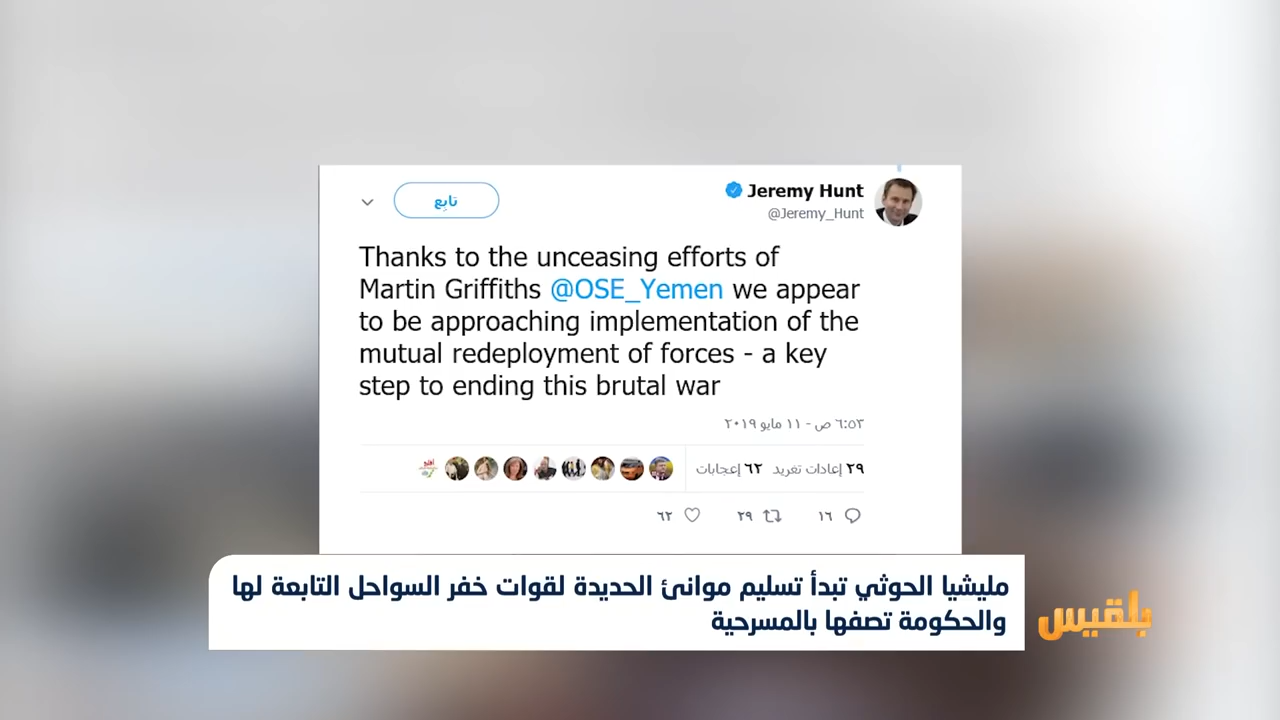 Jeremy Hunt
@Jeremy_Hunt
تابِع
Thanks to the unceasing efforts of
Martin Griffiths @OSE_Yemen we appear
to be approaching implementation of the
mutual redeployment of forces - a key
step to ending this brutal war
٦:٥٣ ص - ١١ مايو ٢٠١٩
٢٩ إعادات تغريد ٦٢ إعجابات
١٦ ٢٩ ٦٢
مليشيا الحوثي تبدأ تسليم موانئ الحديدة لقوات خفر السواحل التابعة لها
والحكومة تصفها بالمسرحية
بلقيس